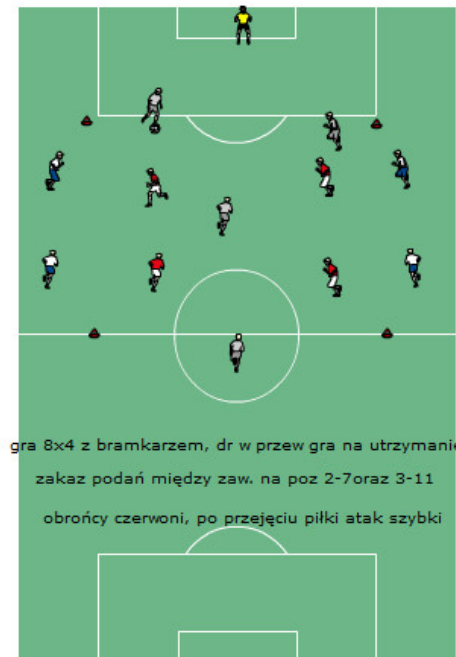 gra 8x4 z bramkarzem, dr w przew gra na utrzymanie
zakaz podań między zaw. na poz 2-7oraz 3-11
obrońcy czerwoni, po przejęciu piłki atak szybki